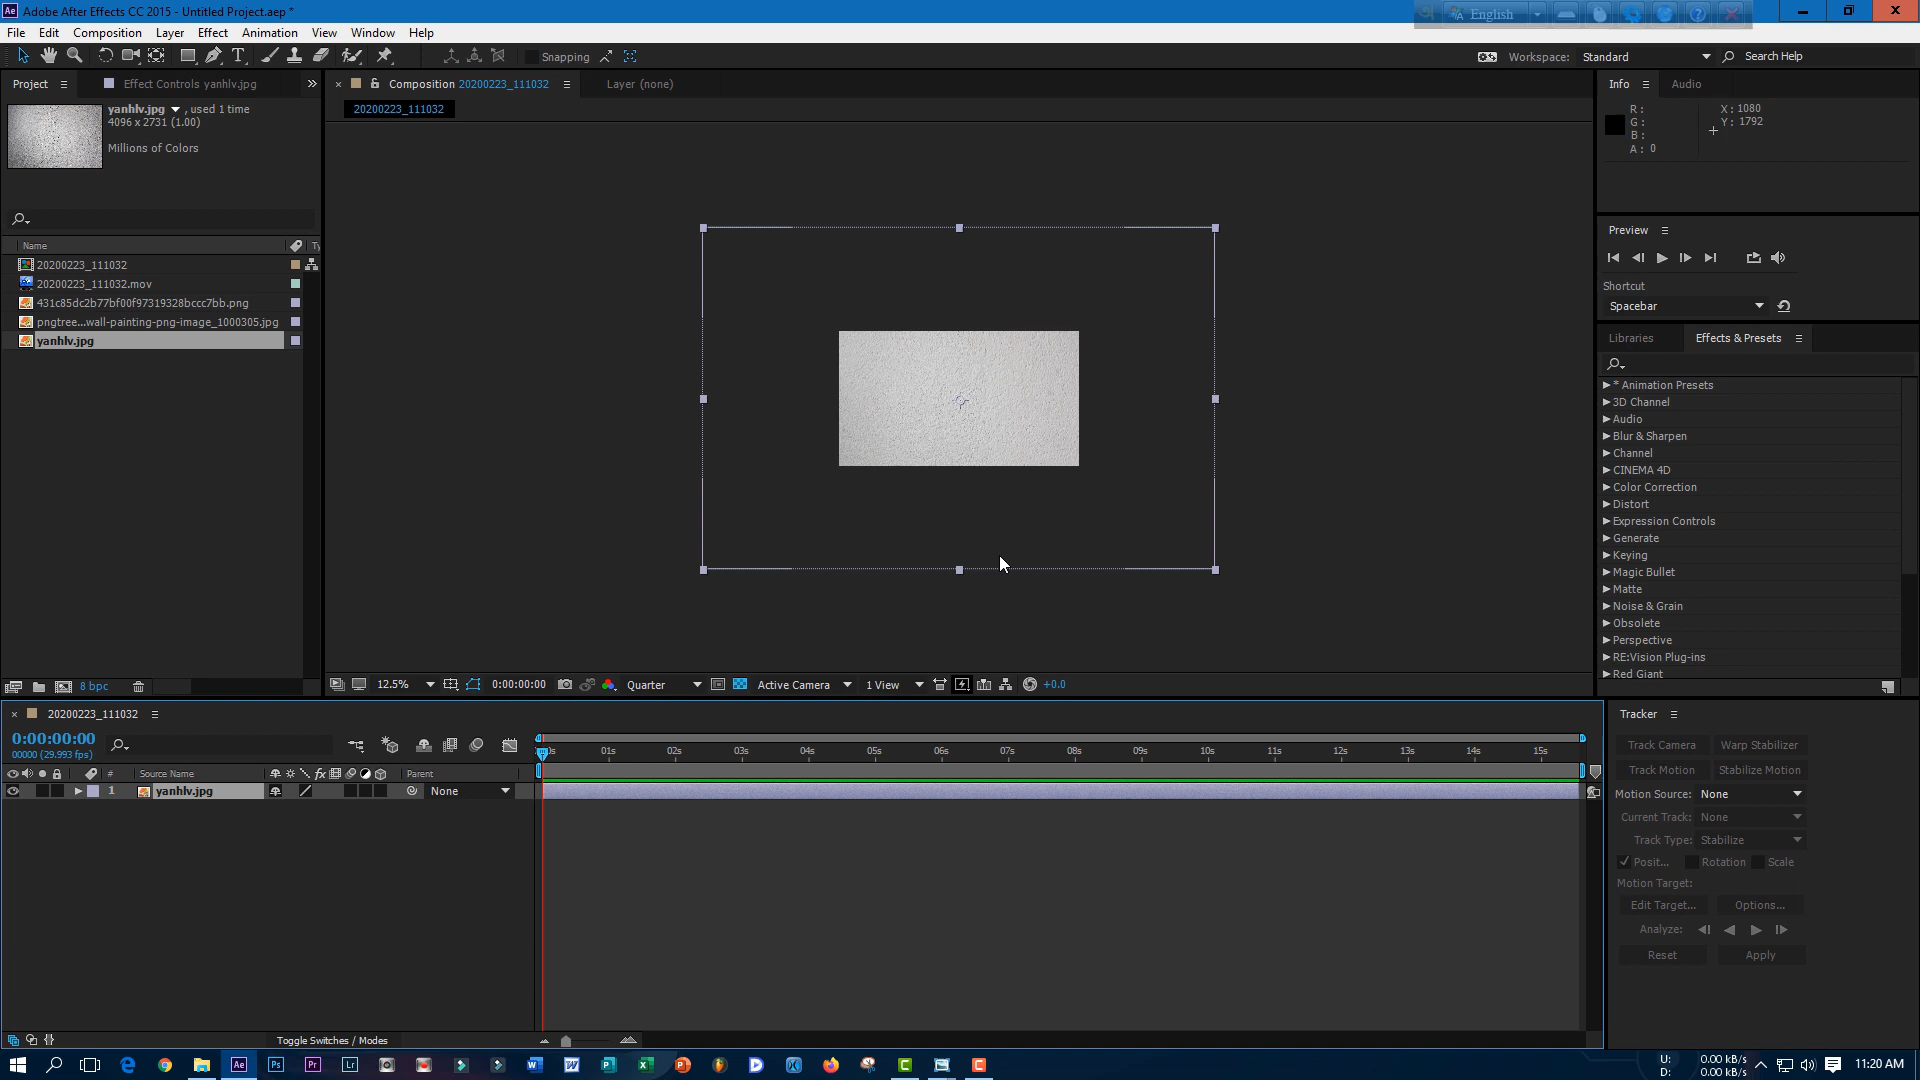 Adobe After Effects CC 2015 - Untitled Project.aep *
English
File Edit Composition Layer Effect Animation View Window Help
Snapping
Workspace: Standard
Search Help
Project
Effect Controls yanhlv.jpg
Composition 20200223_111032
Layer (none)
Info
Audio
yanhlv.jpg , used 1 time
4096 x 2731 (1.00)
Millions of Colors
20200223_111032
R :
G :
B :
A : 0
X : 1080
Y : 1792
Preview
Shortcut
Spacebar
Name
Ty
20200223_111032
20200223_111032.mov
431c85dc2b77bf00f97319328bccc7bb.png
pngtree...wall-painting-png-image_1000305.jpg
yanhlv.jpg
Libraries
Effects & Presets
* Animation Presets
3D Channel
Audio
Blur & Sharpen
Channel
CINEMA 4D
Color Correction
Distort
Expression Controls
Generate
Keying
Magic Bullet
Matte
Noise & Grain
Obsolete
Perspective
RE:Vision Plug-ins
Red Giant
8 bpc
12.5%
0:00:00:00
Quarter
Active Camera
1 View
+0.0
20200223_111032
0:00:00:00
00000 (29.993 fps)
0s 01s 02s 03s 04s 05s 06s 07s 08s 09s 10s 11s 12s 13s 14s 15s
# Source Name fx Parent
1 yanhlv.jpg None
Toggle Switches / Modes
Tracker
Track Camera Warp Stabilizer
Track Motion Stabilize Motion
Motion Source: None
Current Track: None
Track Type: Stabilize
Posit... Rotation Scale
Motion Target:
Edit Target... Options...
Analyze:
Reset Apply
Ae Ps Pr Lr
U: 0.00 kB/s
D: 0.00 kB/s
11:20 AM